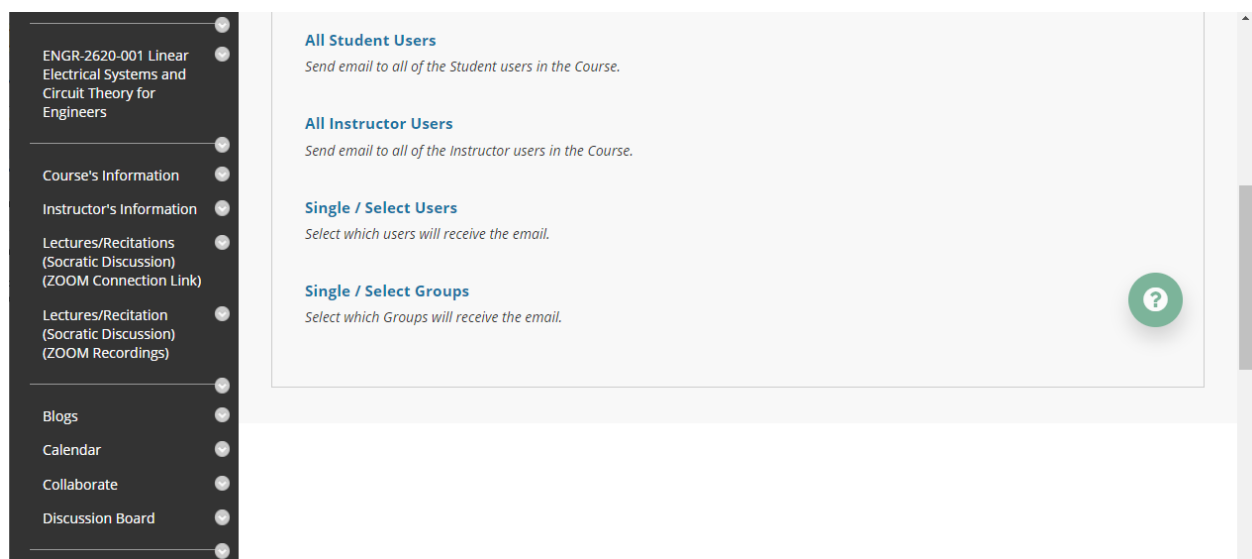 ENGR-2620-001 Linear
Electrical Systems and
Circuit Theory for
Engineers
Course's Information
Instructor's Information
Lectures/Recitations
(Socratic Discussion)
(ZOOM Connection Link)
Lectures/Recitation
(Socratic Discussion)
(ZOOM Recordings)
Blogs
Calendar
Collaborate
Discussion Board
All Student Users
Send email to all of the Student users in the Course.
All Instructor Users
Send email to all of the Instructor users in the Course.
Single / Select Users
Select which users will receive the email.
Single / Select Groups
Select which Groups will receive the email.
?